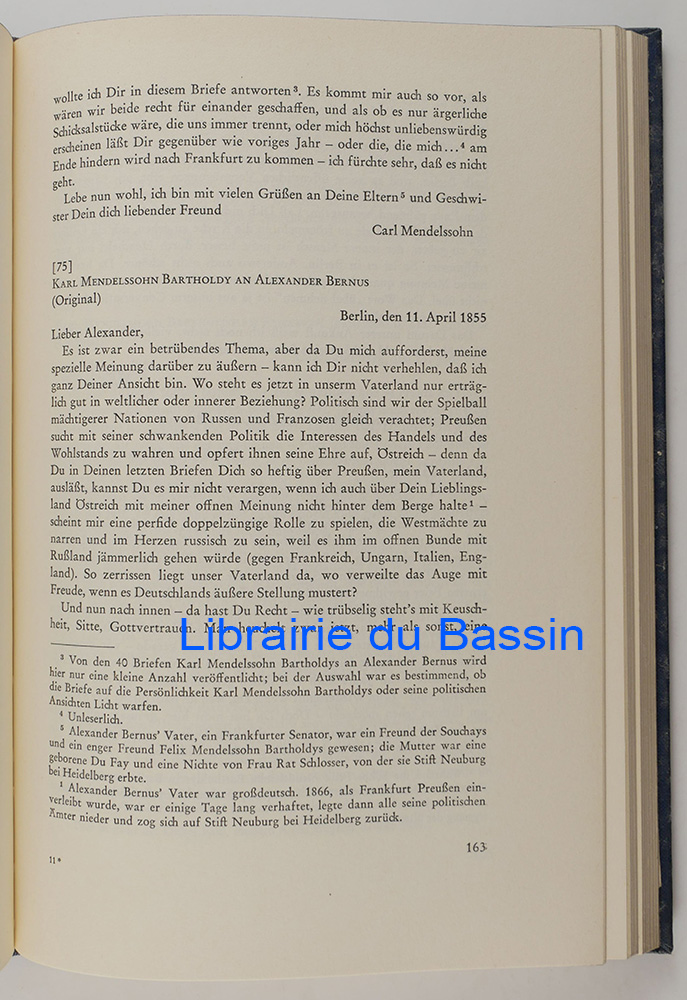 wollte ich Dir in diesem Briefe antworten³. Es kommt mir auch so vor, als
wären wir beide recht für einander geschaffen, und als ob es nur ärgerliche
Schicksalstücke wäre, die uns immer trennt, oder mich höchst unliebenswürdig
erscheinen läßt Dir gegenüber wie voriges Jahr – oder die, die mich...⁴ am
Ende hindern wird nach Frankfurt zu kommen – ich fürchte sehr, daß es nicht
geht.
Lebe nun wohl, ich bin mit vielen Grüßen an Deine Eltern⁵ und Geschwi-
ster Dein dich liebender Freund
Carl Mendelssohn
[75]
KARL MENDELSSOHN BARTHOLDY AN ALEXANDER BERNUS
(Original)
Berlin, den 11. April 1855
Lieber Alexander,
Es ist zwar ein betrübendes Thema, aber da Du mich aufforderst, meine
spezielle Meinung darüber zu äußern – kann ich Dir nicht verhehlen, daß ich
ganz Deiner Ansicht bin. Wo steht es jetzt in unserm Vaterland nur erträg-
lich gut in weltlicher oder innerer Beziehung? Politisch sind wir der Spielball
mächtigerer Nationen von Russen und Franzosen gleich verachtet; Preußen
sucht mit seiner schwankenden Politik die Interessen des Handels und des
Wohlstands zu wahren und opfert ihnen seine Ehre auf, Östreich – denn da
Du in Deinen letzten Briefen Dich so heftig über Preußen, mein Vaterland,
ausläßt, kannst Du es mir nicht verargen, wenn ich auch über Dein Lieblings-
land Östreich mit meiner offnen Meinung nicht hinter dem Berge halte¹ –
scheint mir eine perfide doppelzüngige Rolle zu spielen, die Westmächte zu
narren und im Herzen russisch zu sein, weil es ihm im offnen Bunde mit
Rußland jämmerlich gehen würde (gegen Frankreich, Ungarn, Italien, Eng-
land). So zerrissen liegt unser Vaterland da, wo verweilte das Auge mit
Freude, wenn es Deutschlands äußere Stellung mustert?
Und nun nach innen – da hast Du Recht – wie trübselig steht's mit Keusch-
heit, Sitte, Gottvertrauen. Man heuchelt zwar jetzt, mehr als sonst, eine
Librairie du Bassin
³ Von den 40 Briefen Karl Mendelssohn Bartholdys an Alexander Bernus wird
hier nur eine kleine Anzahl veröffentlicht; bei der Auswahl war es bestimmend, ob
die Briefe auf die Persönlichkeit Karl Mendelssohn Bartholdys oder seine politischen
Ansichten Licht warfen.
⁴ Unleserlich.
⁵ Alexander Bernus' Vater, ein Frankfurter Senator, war ein Freund der Souchays
und ein enger Freund Felix Mendelssohn Bartholdys gewesen; die Mutter war eine
geborene Du Fay und eine Nichte von Frau Rat Schlosser, von der sie Stift Neuburg
bei Heidelberg erbte.
¹ Alexander Bernus' Vater war großdeutsch. 1866, als Frankfurt Preußen ein-
verleibt wurde, war er einige Tage lang verhaftet, legte dann alle seine politischen
Ämter nieder und zog sich auf Stift Neuburg bei Heidelberg zurück.
163
11*